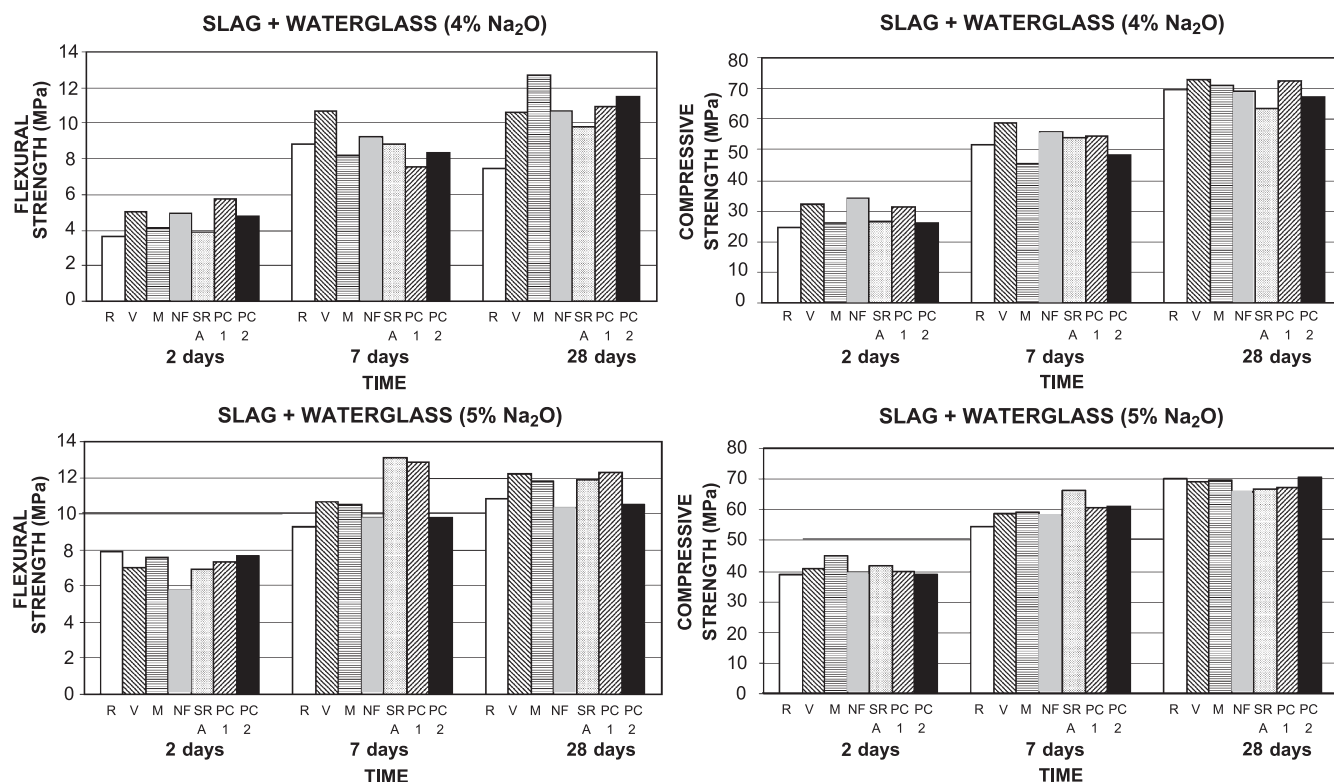 SLAG + WATERGLASS (4% Na₂O)
FLEXURAL
STRENGTH (MPa)
14
12
10
8
6
4
2
0
R V M NF SR PC PC R V M NF SR PC PC R V M NF SR PC PC
A 1 2 A 1 2 A 1 2
2 days 7 days 28 days
TIME
SLAG + WATERGLASS (4% Na₂O)
COMPRESSIVE
STRENGTH (MPa)
80
70
60
50
40
30
20
10
0
R V M NF SR PC PC R V M NF SR PC PC R V M NF SR PC PC
A 1 2 A 1 2 A 1 2
2 days 7 days 28 days
TIME
SLAG + WATERGLASS (5% Na₂O)
FLEXURAL
STRENGTH (MPa)
14
12
10
8
6
4
2
0
R V M NF SR PC PC R V M NF SR PC PC R V M NF SR PC PC
A 1 2 A 1 2 A 1 2
2 days 7 days 28 days
TIME
SLAG + WATERGLASS (5% Na₂O)
COMPRESSIVE
STRENGTH (MPa)
80
70
60
50
40
30
20
10
0
R V M NF SR PC PC R V M NF SR PC PC R V M NF SR PC PC
A 1 2 A 1 2 A 1 2
2 days 7 days 28 days
TIME